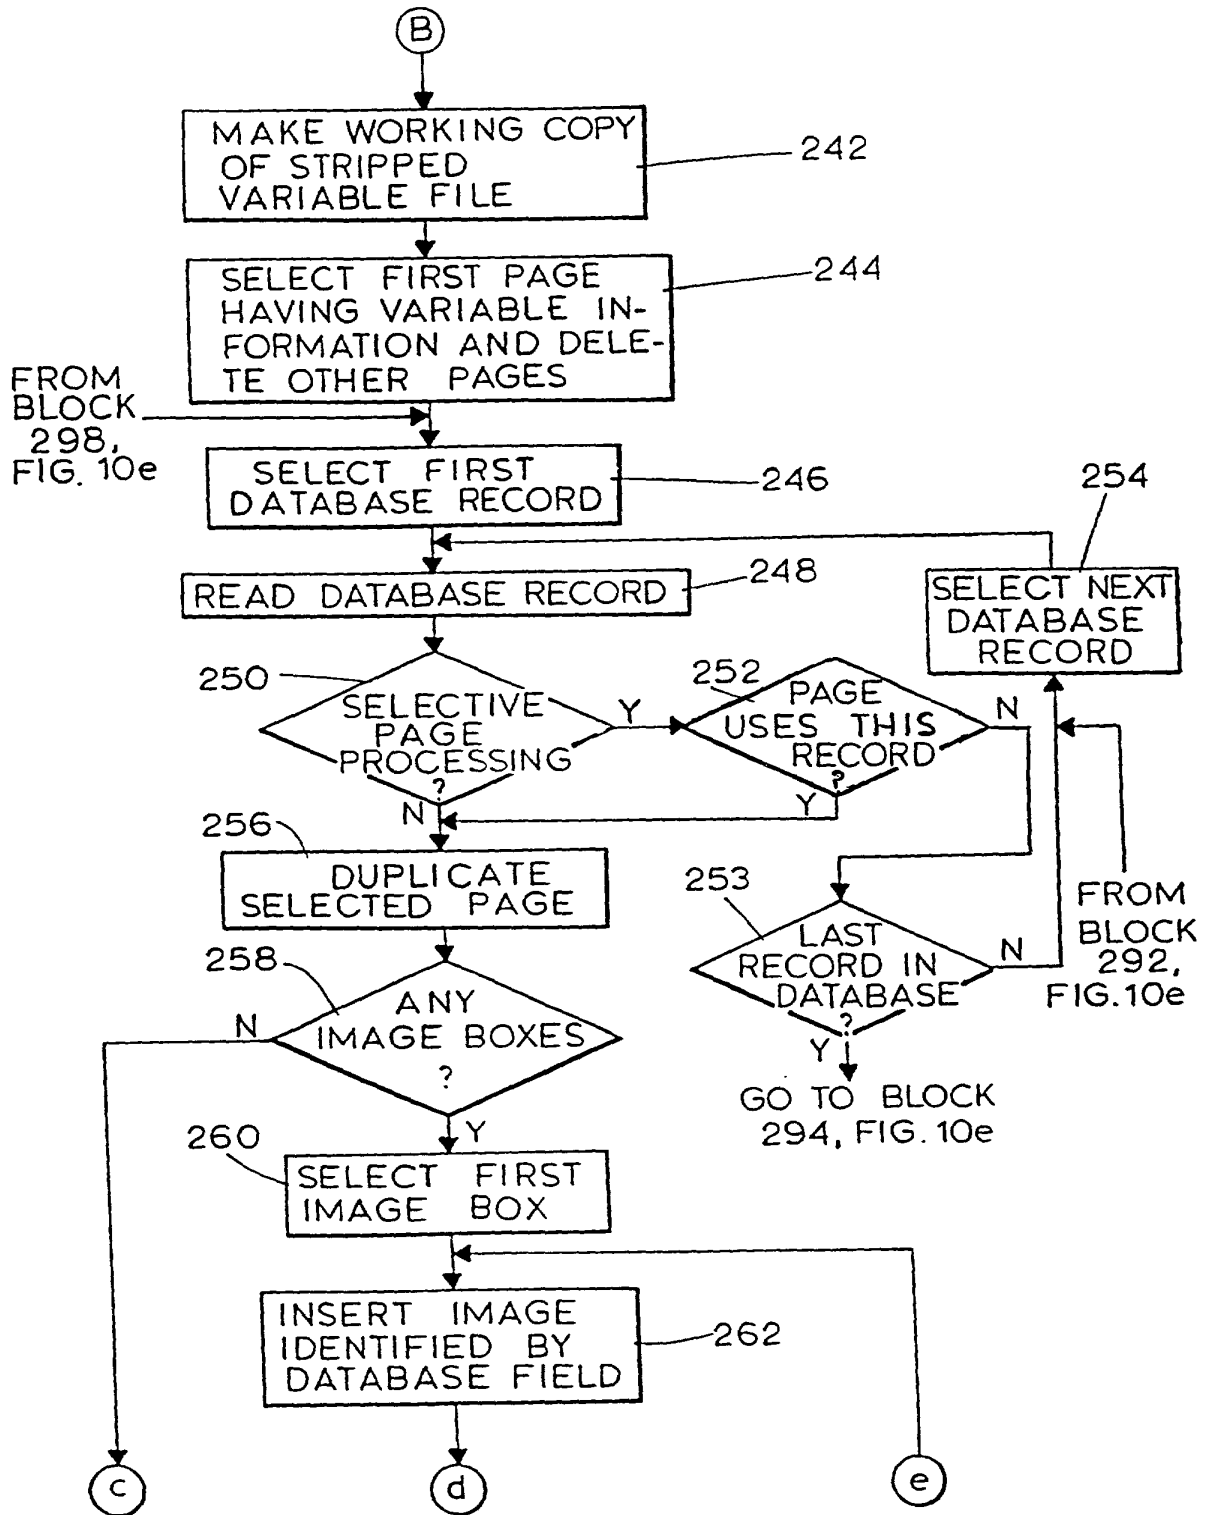 B
MAKE WORKING COPY
OF STRIPPED
VARIABLE FILE
242
SELECT FIRST PAGE
HAVING VARIABLE IN-
FORMATION AND DELE-
TE OTHER PAGES
244
FROM
BLOCK
298,
FIG. 10e
SELECT FIRST
DATABASE RECORD
246
254
READ DATABASE RECORD
248
SELECT NEXT
DATABASE
RECORD
250
SELECTIVE
PAGE
PROCESSING
?
Y
N
252
PAGE
USES THIS
RECORD
?
N
Y
256
DUPLICATE
SELECTED PAGE
253
LAST
RECORD IN
DATABASE
?
N
Y
FROM
BLOCK
292,
FIG. 10e
GO TO BLOCK
294, FIG. 10e
258
ANY
IMAGE BOXES
?
N
Y
260
SELECT FIRST
IMAGE BOX
INSERT IMAGE
IDENTIFIED BY
DATABASE FIELD
262
c
d
e